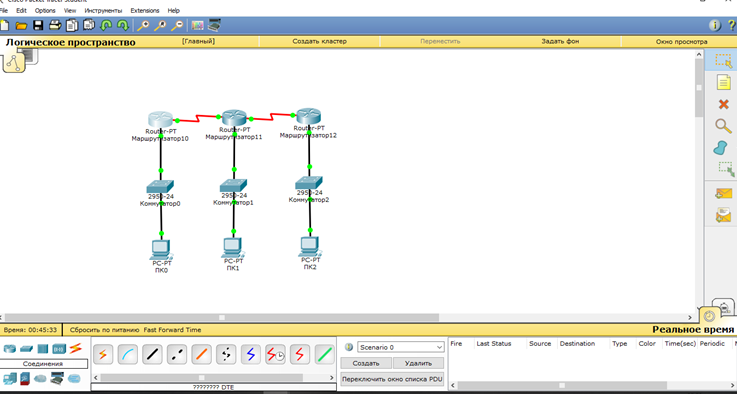 File Edit Options View Инструменты Extensions Help
Логическое пространство [Главный] Создать кластер Переместить Задать фон Окно просмотра
Router-PT
Маршрутизатор10
Router-PT
Маршрутизатор11
Router-PT
Маршрутизатор12
2950-24
Коммутатор0
2950-24
Коммутатор1
2950-24
Коммутатор2
PC-PT
ПК0
PC-PT
ПК1
PC-PT
ПК2
Время: 00:45:33 Сбросить по питанию Fast Forward Time Реальное время
Соединения
???????? DTE
Scenario 0
Создать Удалить
Переключить окно списка PDU
Fire Last Status Source Destination Type Color Time(sec) Periodic